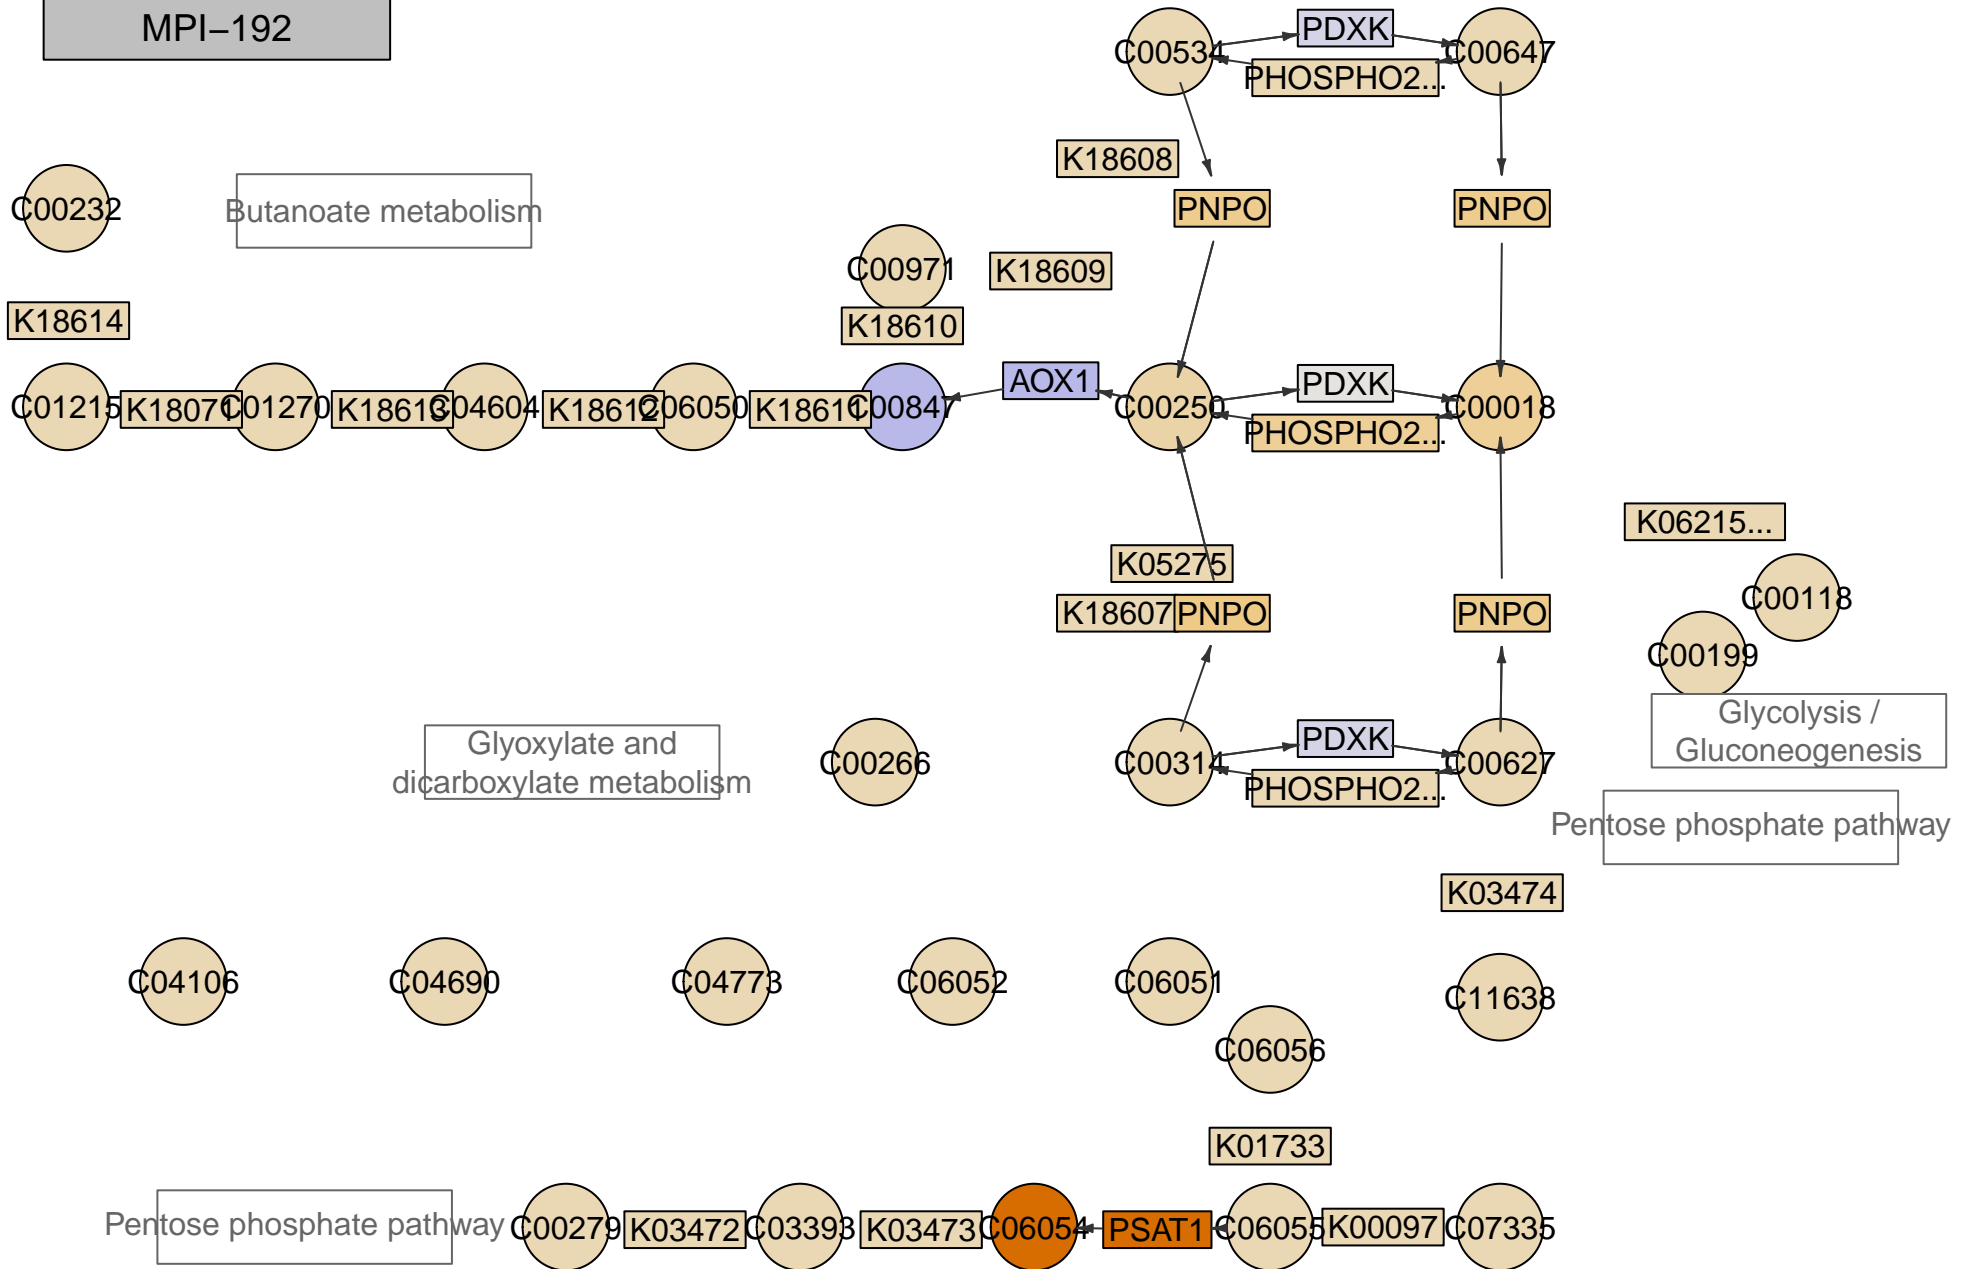 MPI−192
C00534
PDXK
C00647
PHOSPHO2...
K18608
C00232
Butanoate metabolism
PNPO
PNPO
C00971
K18609
K18614
K18610
AOX1
PDXK
C01215
K18071
C01270
K18613
C04604
K18612
C06050
K18611
C00847
C00250
C00018
PHOSPHO2...
K06215...
K05275
C00118
K18607
PNPO
PNPO
C00199
Glycolysis /
Gluconeogenesis
Glyoxylate and
dicarboxylate metabolism
C00266
C00314
PDXK
C00627
PHOSPHO2...
Pentose phosphate pathway
K03474
C04106
C04690
C04773
C06052
C06051
C11638
C06056
K01733
Pentose phosphate pathway
C00279
K03472
C03393
K03473
C06054
PSAT1
C06055
K00097
C07335